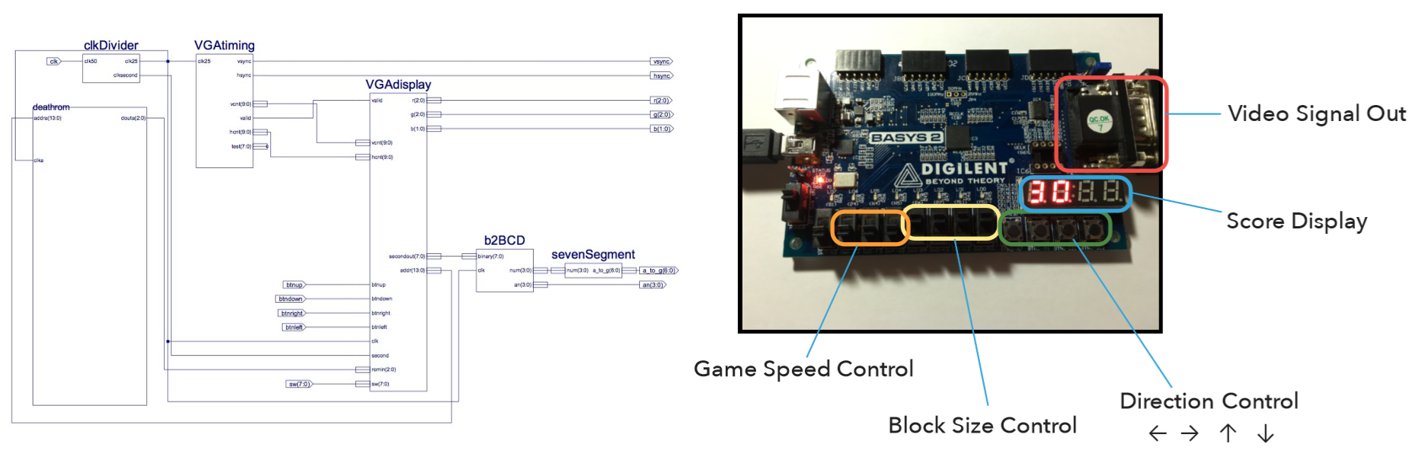 clkDivider
clk
clk50
clk25
clksecond
VGAtiming
clk25
vsync
hsync
vcnt(9:0)
valid
hcnt(9:0)
test(7:0)
vsync
hsync
VGAdisplay
valid
r(2:0)
g(2:0)
b(1:0)
r(2:0)
g(2:0)
b(1:0)
vcnt(9:0)
hcnt(9:0)
deathrom
addra(13:0)
douta(2:0)
clka
secondout(7:0)
addr(13:0)
b2BCD
binary(7:0)
clk
num(3:0)
an(3:0)
sevenSegment
num(3:0)
a_to_g(6:0)
a_to_g(6:0)
an(3:0)
btnup
btndown
btnright
btnleft
btnup
btndown
btnright
btnleft
clk
second
romin(2:0)
sw(7:0)
sw(7:0)
BASYS 2
DIGILENT
BEYOND THEORY
QC.OK
7
3.0.
Video Signal Out
Score Display
Game Speed Control
Block Size Control
Direction Control
← → ↑ ↓